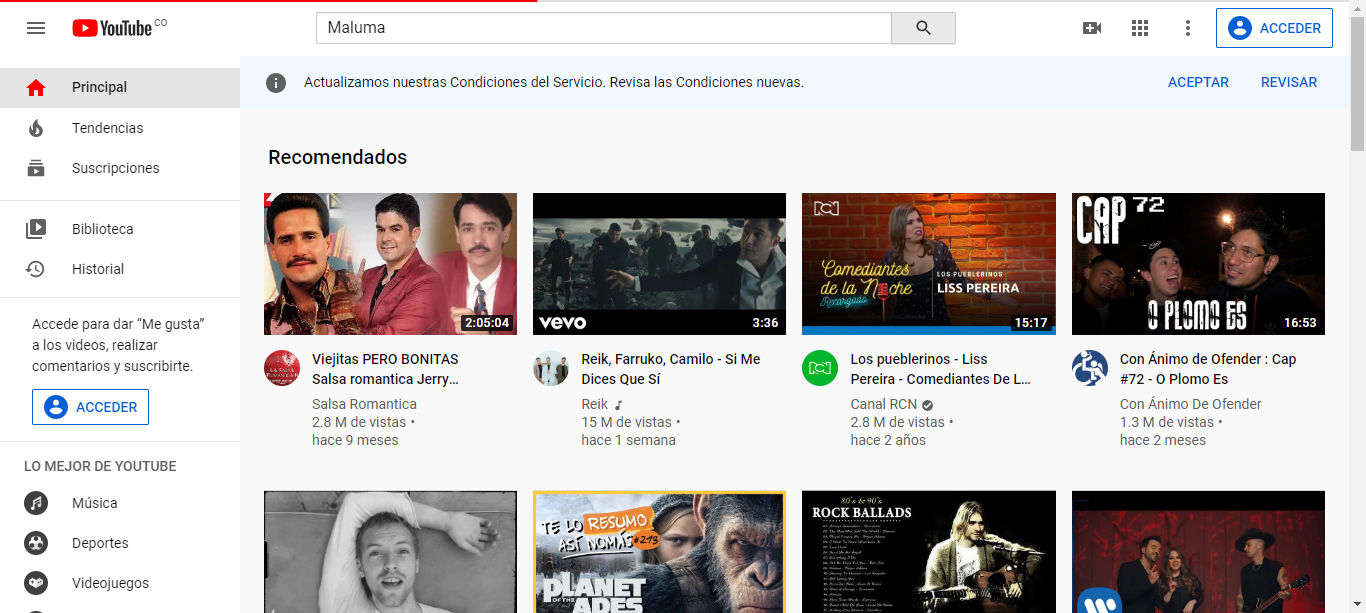 YouTube CO
Maluma
ACCEDER
Principal
Tendencias
Suscripciones
Biblioteca
Historial
Accede para dar “Me gusta”
a los videos, realizar
comentarios y suscribirte.
ACCEDER
LO MEJOR DE YOUTUBE
Música
Deportes
Videojuegos
Actualizamos nuestras Condiciones del Servicio. Revisa las Condiciones nuevas.
ACEPTAR
REVISAR
Recomendados
2:05:04
Viejitas PERO BONITAS
Salsa romantica Jerry…
Salsa Romantica
2.8 M de vistas •
hace 9 meses
vevo
3:36
Reik, Farruko, Camilo - Si Me
Dices Que Sí
Reik
15 M de vistas •
hace 1 semana
RCN
Comediantes
de la Noche
Recargado
LOS PUEBLERINOS
LISS PEREIRA
15:17
Los pueblerinos - Liss
Pereira - Comediantes De L…
Canal RCN
2.8 M de vistas •
hace 2 años
CAP 72
O PLOMO ES
16:53
Con Ánimo de Ofender : Cap
#72 - O Plomo Es
Con Ánimo De Ofender
1.3 M de vistas •
hace 2 meses
TE LO RESUMO
ASÍ NOMÁS #213
PLANET
OF THE
APES
80's & 90's
ROCK BALLADS